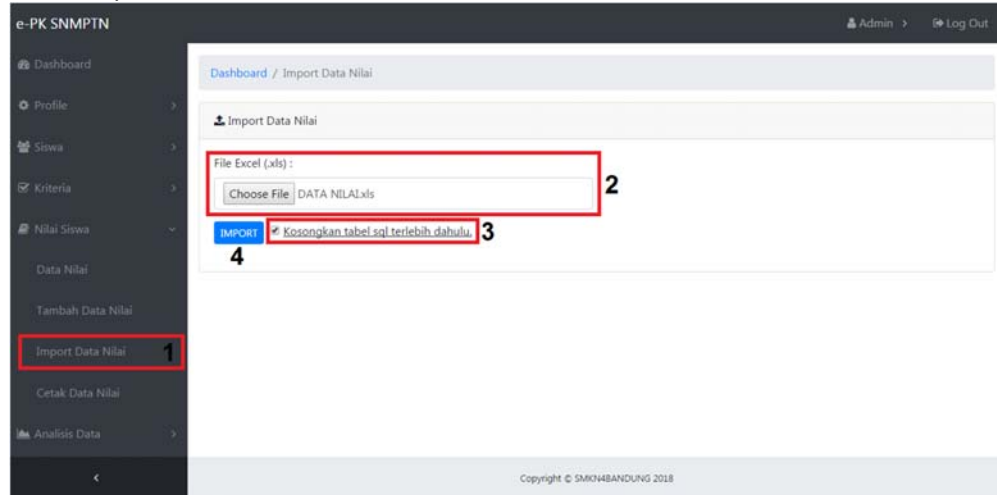 e-PK SNMPTN
Admin
Log Out
Dashboard
Profile
Siswa
Kriteria
Nilai Siswa
Data Nilai
Tambah Data Nilai
Import Data Nilai 1
Cetak Data Nilai
Analisis Data
Dashboard / Import Data Nilai
Import Data Nilai
File Excel (.xls) :
Choose File DATA NILAI.xls
2
IMPORT Kosongkan tabel sql terlebih dahulu. 3
4
Copyright © SMKN4BANDUNG 2018